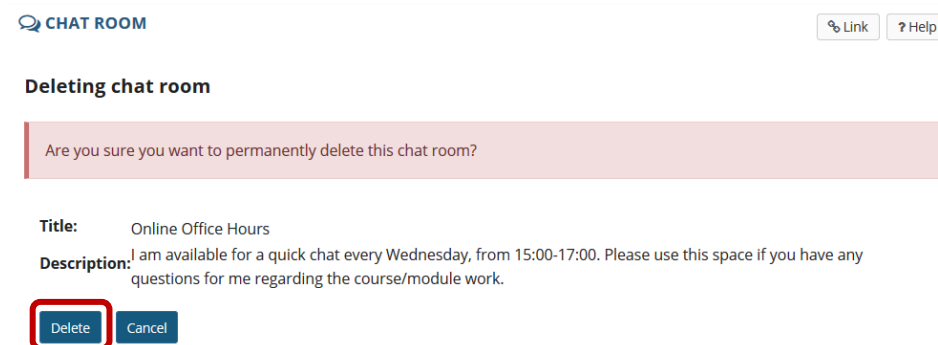 CHAT ROOM
Link
? Help
Deleting chat room
Are you sure you want to permanently delete this chat room?
Title: Online Office Hours
Description: I am available for a quick chat every Wednesday, from 15:00-17:00. Please use this space if you have any
questions for me regarding the course/module work.
Delete Cancel